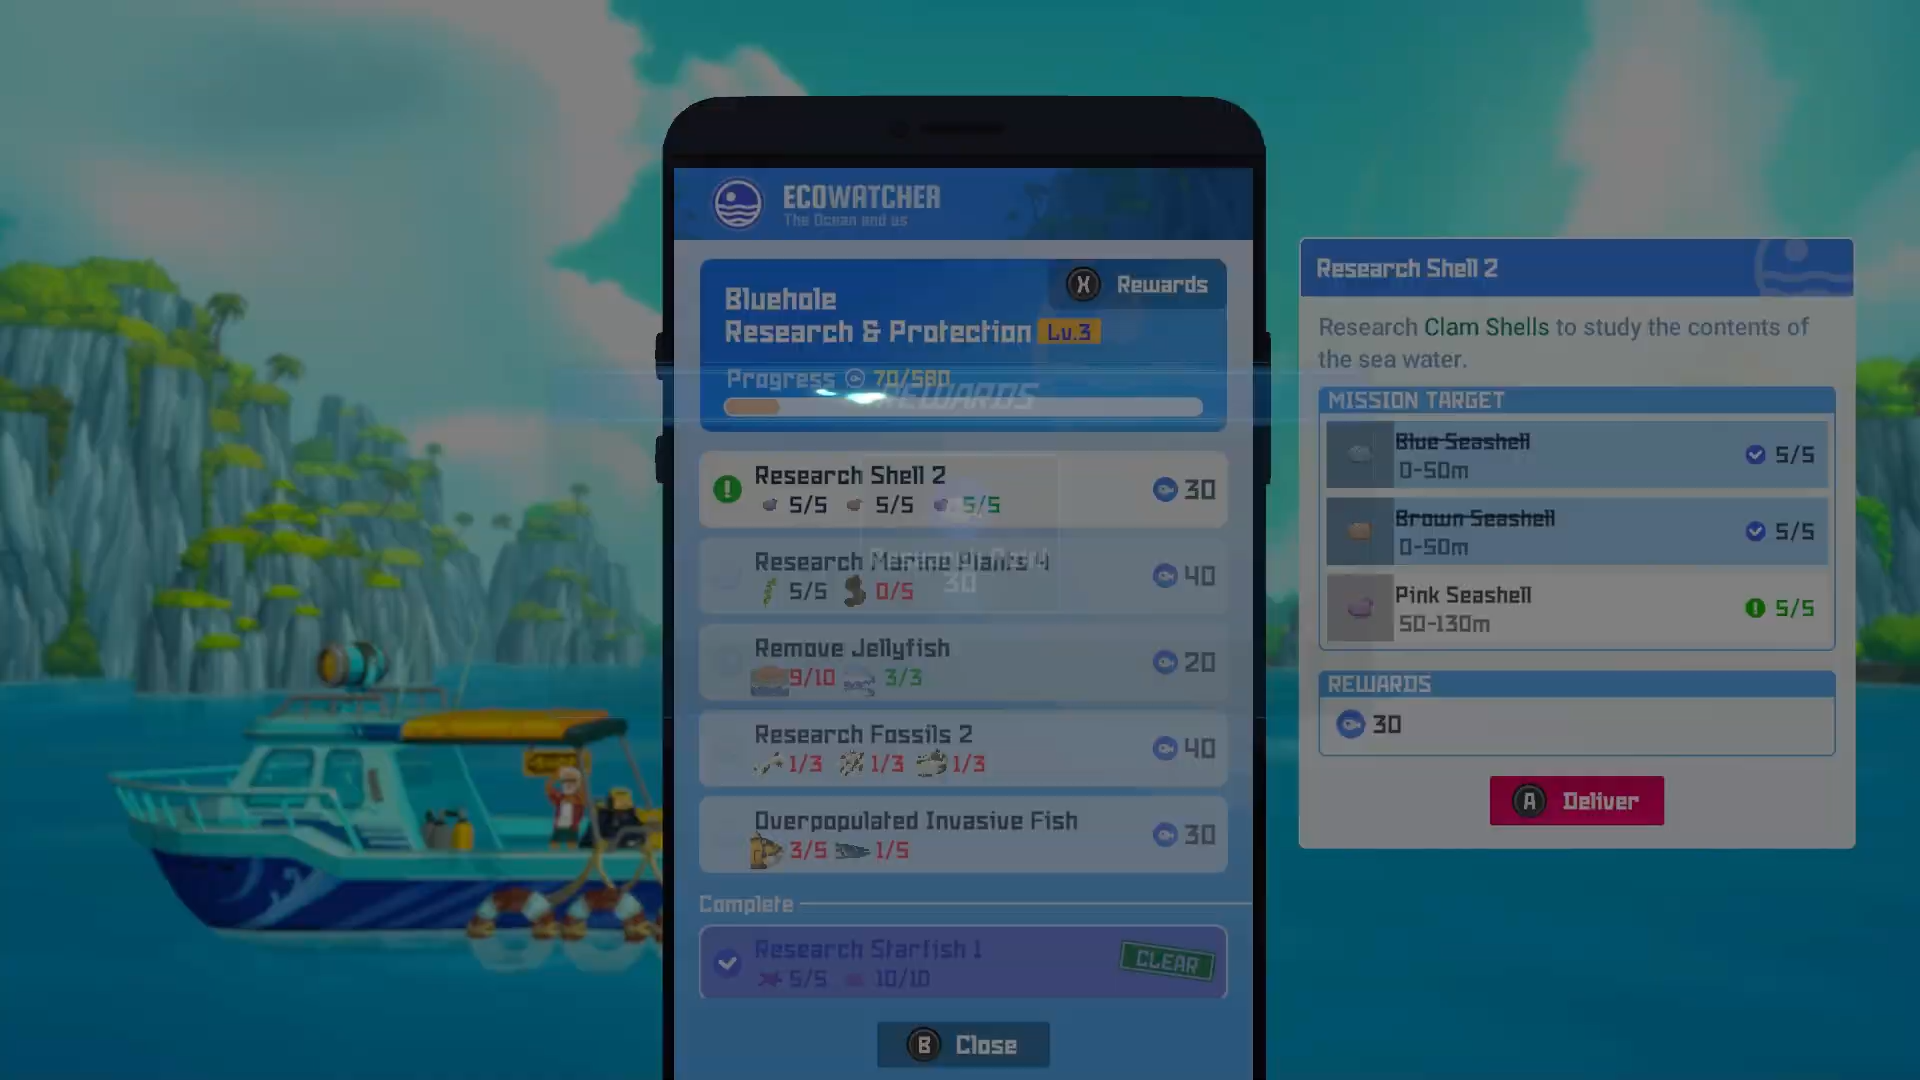 ECOWATCHER
The Ocean and us
X Rewards
Bluehole
Research & Protection Lv.3
Progress 70/580
REWARDS
Research Shell 2
5/5 5/5 5/5
30
Research Marine Plants 4
5/5 0/5
40
30
Remove Jellyfish
9/10 3/3
20
Research Fossils 2
1/3 1/3 1/3
40
Overpopulated Invasive Fish
3/5 1/5
30
Complete
Research Starfish 1
5/5 10/10
CLEAR
B Close
Research Shell 2
Research Clam Shells to study the contents of
the sea water.
MISSION TARGET
Blue Seashell
0-50m
5/5
Brown Seashell
0-50m
5/5
Pink Seashell
50-130m
5/5
REWARDS
30
A Deliver